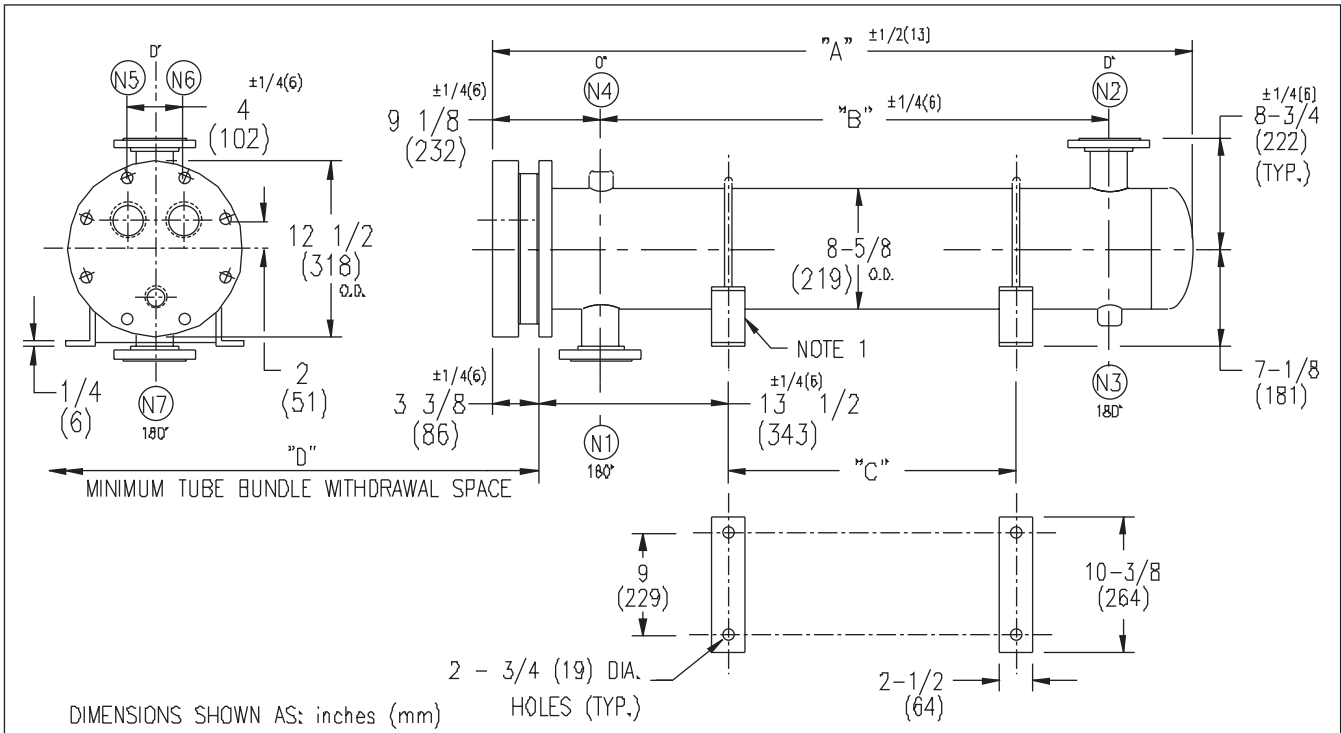 D°
N5
N6
±1/4(6)
4
(102)
12 1/2
(318)
O.D.
2
(51)
1/4
(6)
N7
180°
"D"
MINIMUM TUBE BUNDLE WITHDRAWAL SPACE
"A" ±1/2(13)
0°
N4
D°
N2
±1/4(6)
9 1/8
(232)
"B" ±1/4(6)
±1/4(6)
8-3/4
(222)
(TYP.)
8-5/8
(219) O.D.
NOTE 1
7-1/8
(181)
±1/4(6)
3 3/8
(86)
±1/4(6)
13 1/2
(343)
N1
180°
N3
180°
"C"
9
(229)
10-3/8
(264)
2 - 3/4 (19) DIA.
HOLES (TYP.)
2-1/2
(64)
DIMENSIONS SHOWN AS: inches (mm)